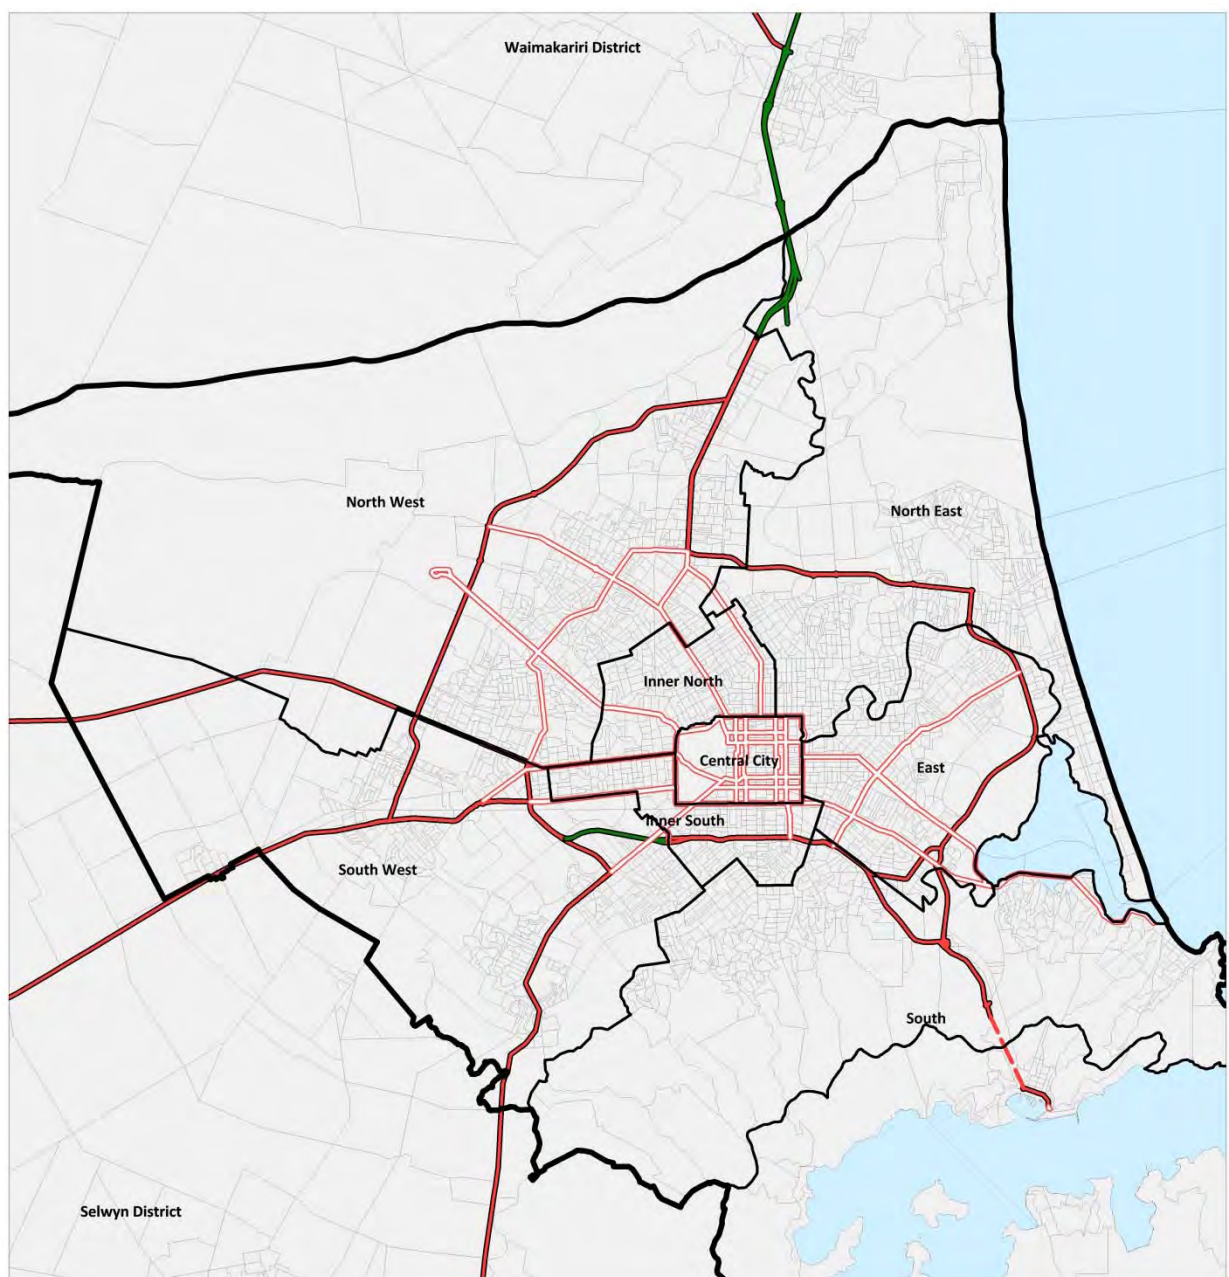 Waimakariri District
North West
North East
Inner North
Central City
East
Inner South
South West
South
Selwyn District